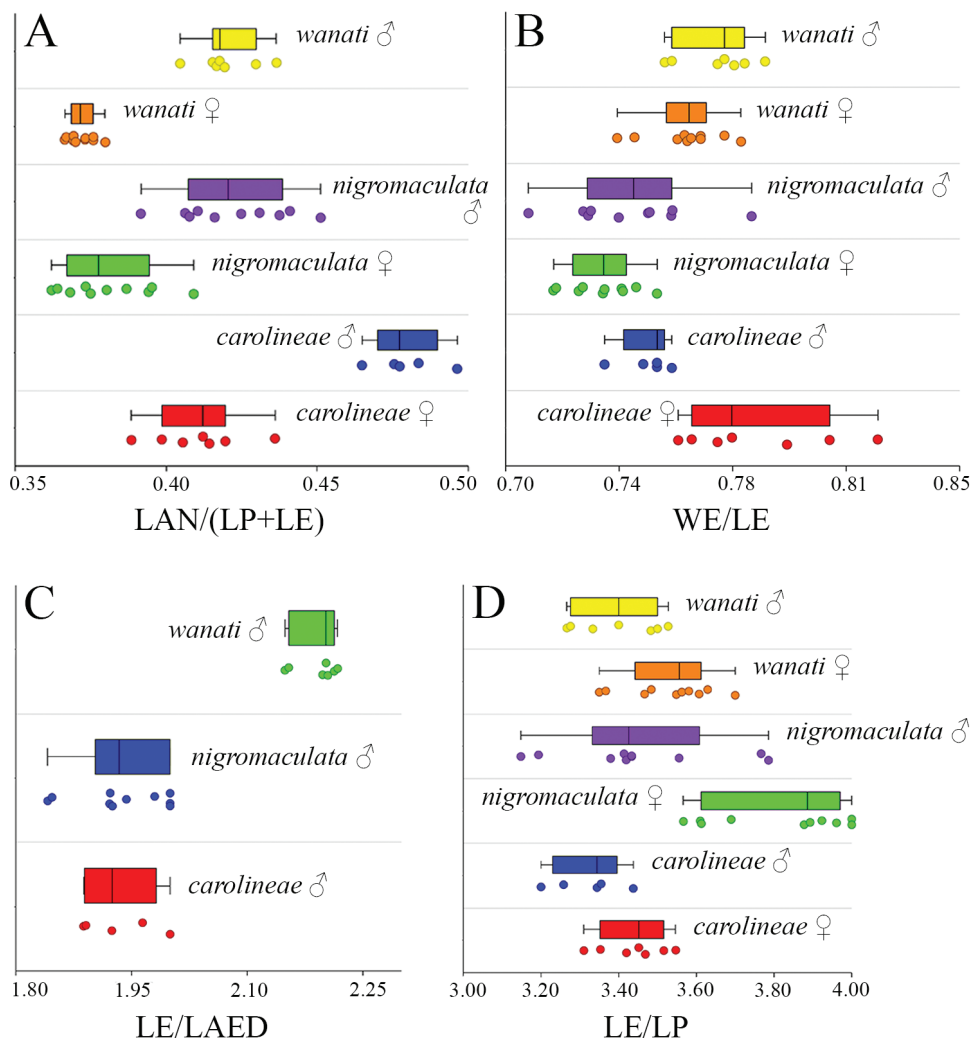 A
wanati ♂
wanati ♀
nigromaculata
♂
nigromaculata ♀
carolineae ♂
carolineae ♀
0.35 0.40 0.45 0.50
LAN/(LP+LE)
B
wanati ♂
wanati ♀
nigromaculata ♂
nigromaculata ♀
carolineae ♂
carolineae ♀
0.70 0.74 0.78 0.81 0.85
WE/LE
C
wanati ♂
nigromaculata ♂
carolineae ♂
1.80 1.95 2.10 2.25
LE/LAED
D
wanati ♂
wanati ♀
nigromaculata ♂
nigromaculata ♀
carolineae ♂
carolineae ♀
3.00 3.20 3.40 3.60 3.80 4.00
LE/LP